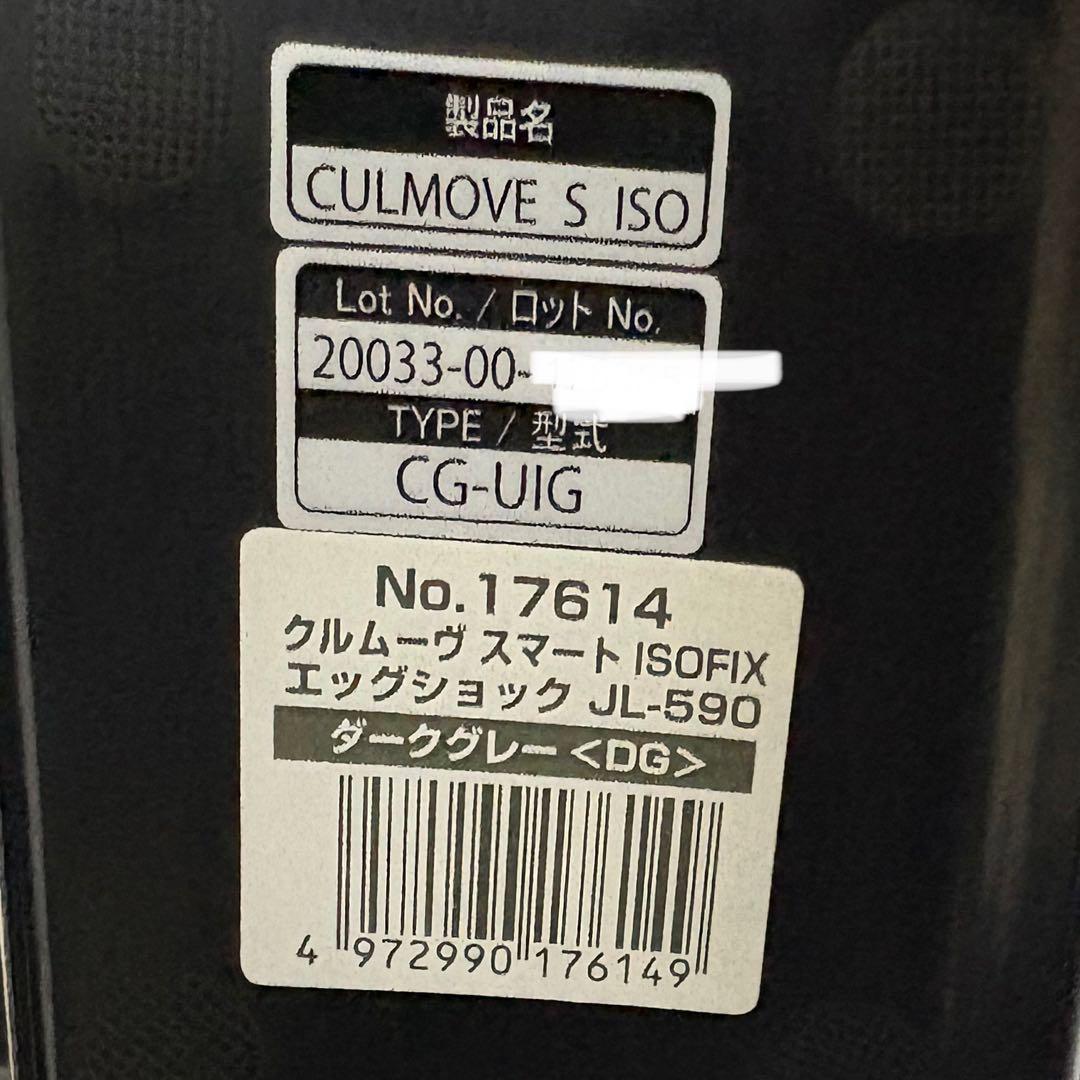 製品名
CULMOVE S ISO
Lot No. / ロット No.
20033-00-
TYPE / 型式
CG-UIG
No.17614
クルムーヴ スマート ISOFIX
エッグショック JL-590
ダークグレー<DG>
4 972990 176149